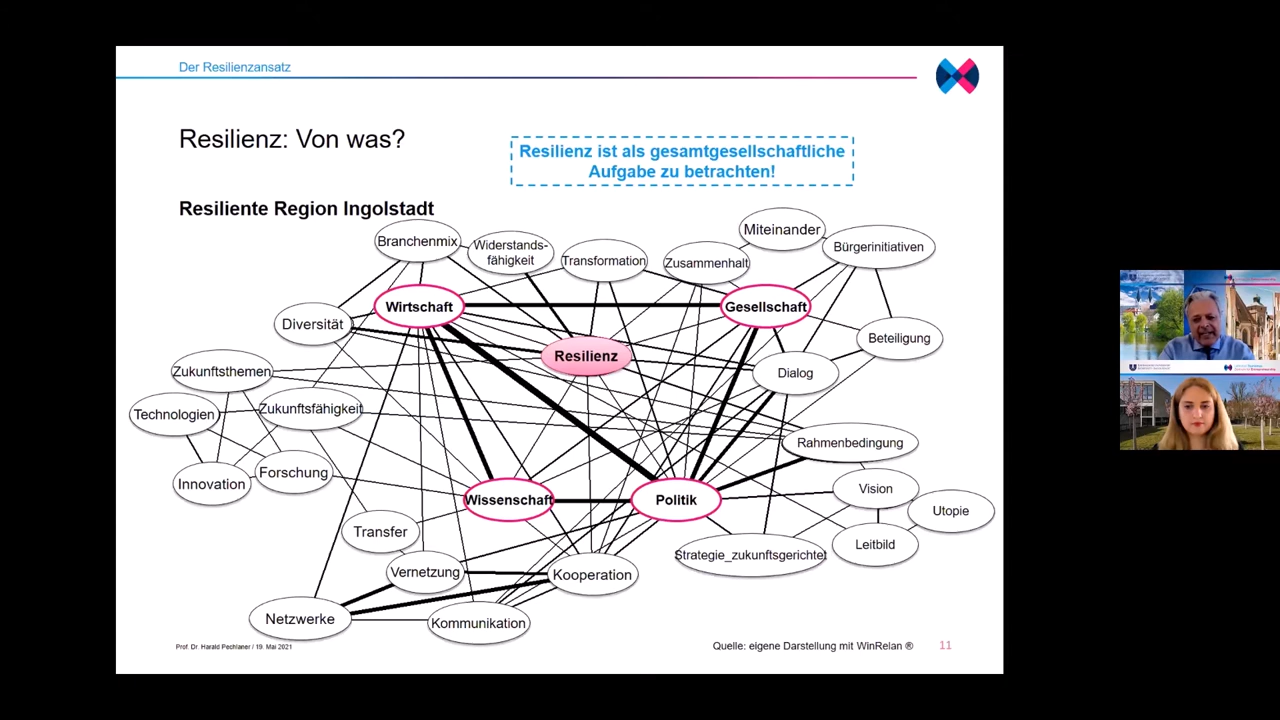 Der Resilienzansatz
Resilienz: Von was?
Resilienz ist als gesamtgesellschaftliche
Aufgabe zu betrachten!
Resiliente Region Ingolstadt
Miteinander
Branchenmix
Widerstands-
fähigkeit
Transformation
Zusammenhalt
Bürgerinitiativen
Wirtschaft
Gesellschaft
Diversität
Resilienz
Beteiligung
Zukunftsthemen
Dialog
Technologien
Zukunftsfähigkeit
Rahmenbedingung
Forschung
Innovation
Wissenschaft
Politik
Vision
Utopie
Transfer
Strategie_zukunftsgerichtet
Leitbild
Vernetzung
Kooperation
Netzwerke
Kommunikation
Prof. Dr. Harald Pechlaner / 19. Mai 2021
Quelle: eigene Darstellung mit WinRelan ®
11